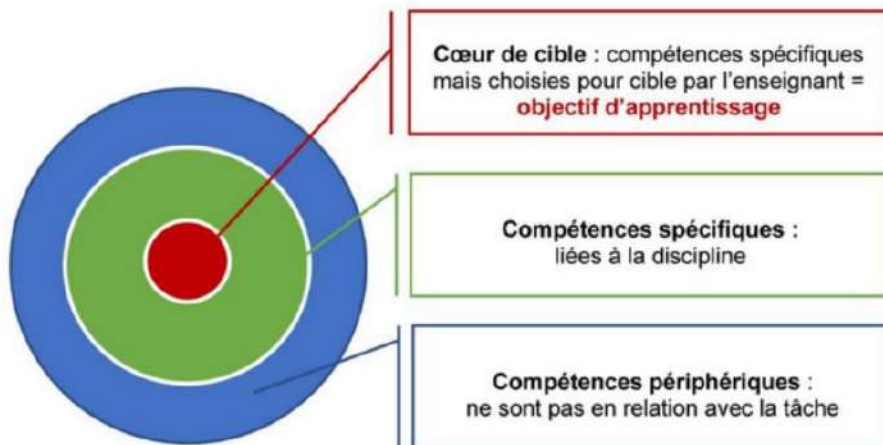 Cœur de cible : compétences spécifiques
mais choisies pour cible par l'enseignant =
objectif d'apprentissage
Compétences spécifiques :
liées à la discipline
Compétences périphériques :
ne sont pas en relation avec la tâche